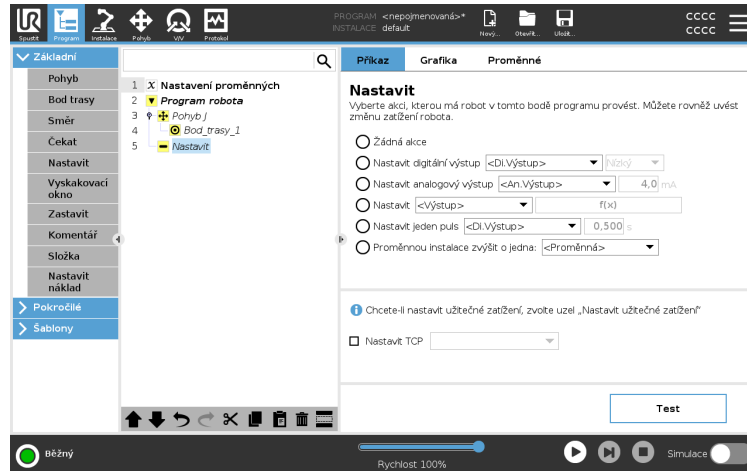 PROGRAM <nepojmenovaná>*
INSTALACE default
UR
Spustit
Program
Instalace
Pohyb
V/V
Protokol
Nový...
Otevřít...
Uložit...
cccc
cccc
Základní
Pohyb
Bod trasy
Směr
Čekat
Nastavit
Vyskakovací
okno
Zastavit
Komentář
Složka
Nastavit
náklad
Pokročilé
Šablony
1 X Nastavení proměnných
2 Program robota
3 Pohyb J
4 Bod_trasy_1
5 Nastavit
Příkaz Grafika Proměnné
Nastavit
Vyberte akci, kterou má robot v tomto bodě programu provést. Můžete rovněž uvést
změnu zatížení robota.
Žádná akce
Nastavit digitální výstup <Di.Výstup> Nízký
Nastavit analogový výstup <An.Výstup> 4,0 mA
Nastavit <Výstup> f(x)
Nastavit jeden puls <Di.Výstup> 0,500 s
Proměnnou instalace zvýšit o jedna: <Proměnná>
Chcete-li nastavit užitečné zatížení, zvolte uzel „Nastavit užitečné zatížení“
Nastavit TCP
Test
Běžný
Rychlost 100%
Simulace